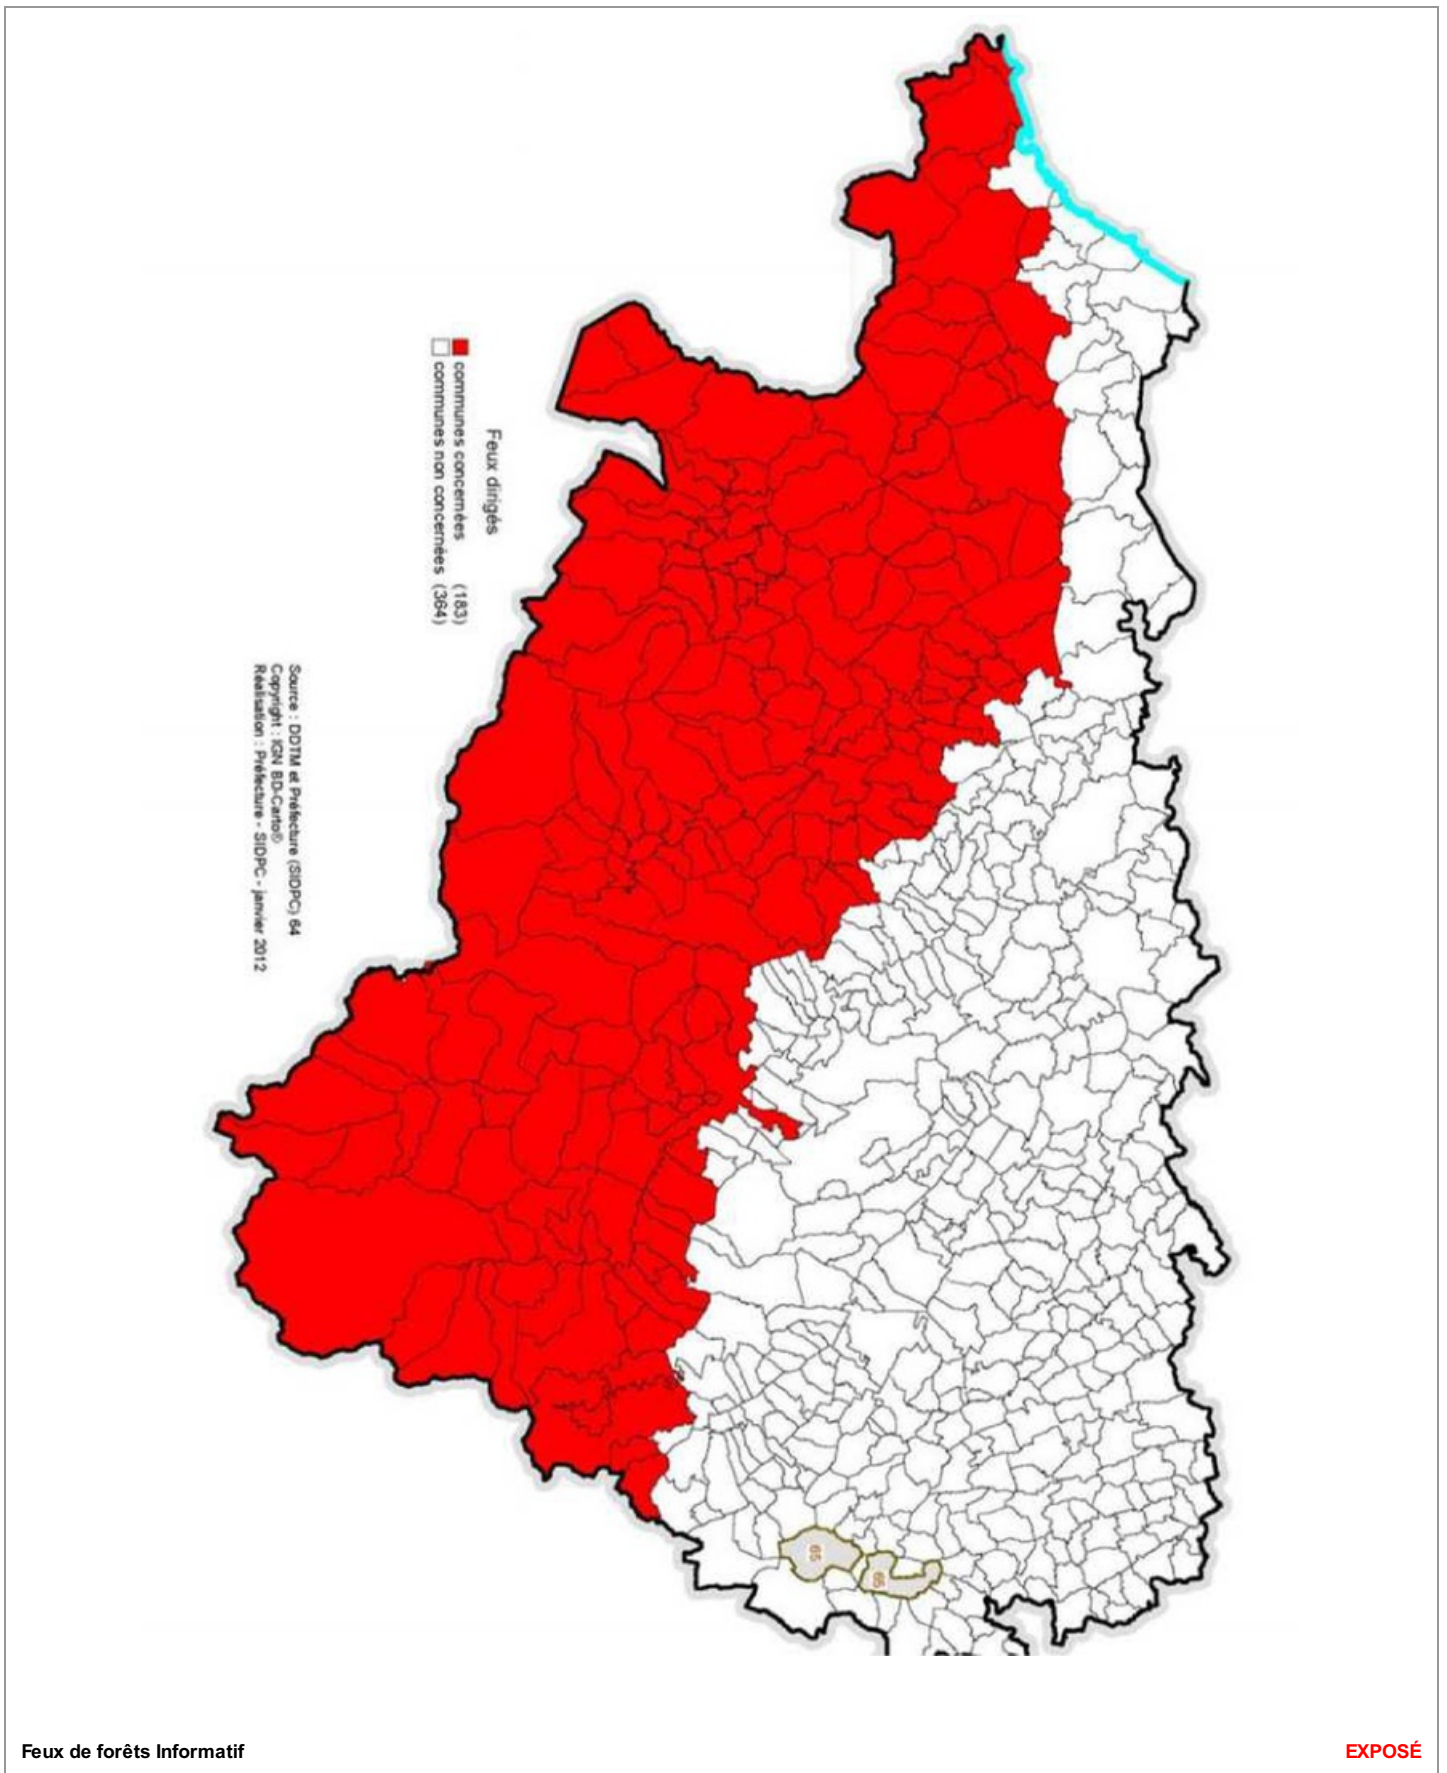 Feux dirigés
communes concernées (183)
communes non concernées (364)
Source : DDTM et Préfecture (SIDPC) 64
Copyright : IGN BD-Carto®
Réalisation : Préfecture - SIDPC - janvier 2012
65
65
Feux de forêts Informatif
EXPOSÉ